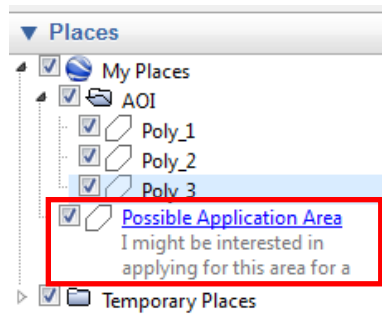 Places
My Places
AOI
Poly_1
Poly_2
Poly_3
Possible Application Area
I might be interested in
applying for this area for a
Temporary Places